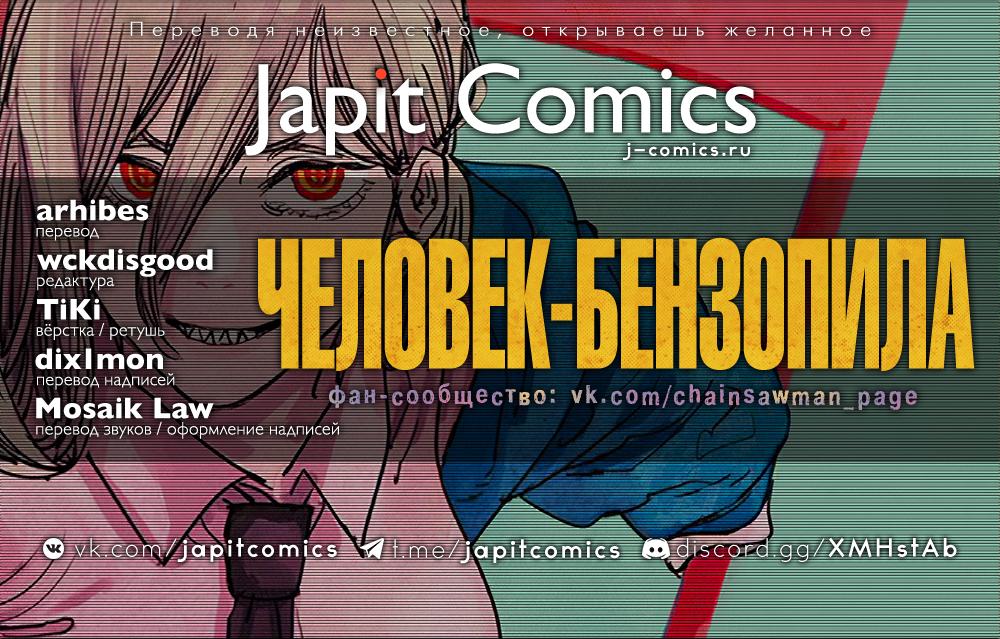 Переводя неизвестное, открываешь желанное
Japit Comics
j-comics.ru
arhibes
перевод
wckdisgood
редактура
TiKi
вёрстка / ретушь
dix1mon
перевод надписей
Mosaik Law
перевод звуков / оформление надписей
ЧЕЛОВЕК-БЕНЗОПИЛА
фан-сообщество: vk.com/chainsawman_page
vk.com/japitcomics t.me/japitcomics discord.gg/XMHstAb